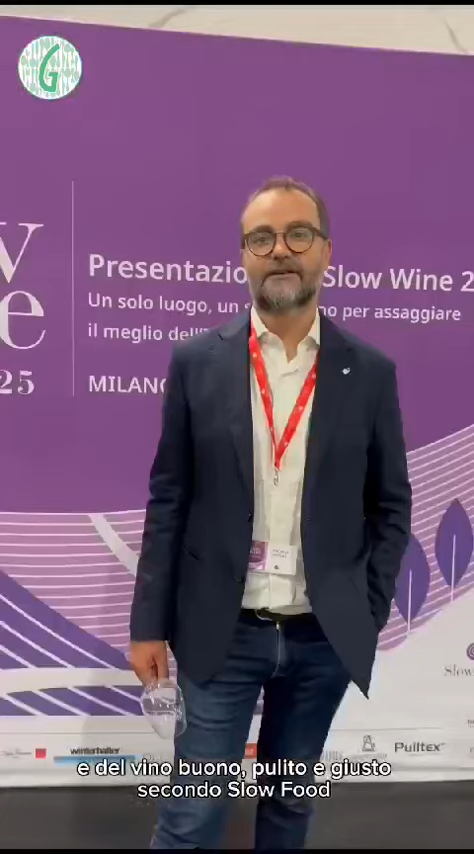 G
w
e
25
Presentazio Slow Wine 2
Un solo luogo, un s no per assaggiare
il meglio dell'
MILANO
Slow
winterhalter
Pulltex
e del vino buono, pulito e giusto
secondo Slow Food